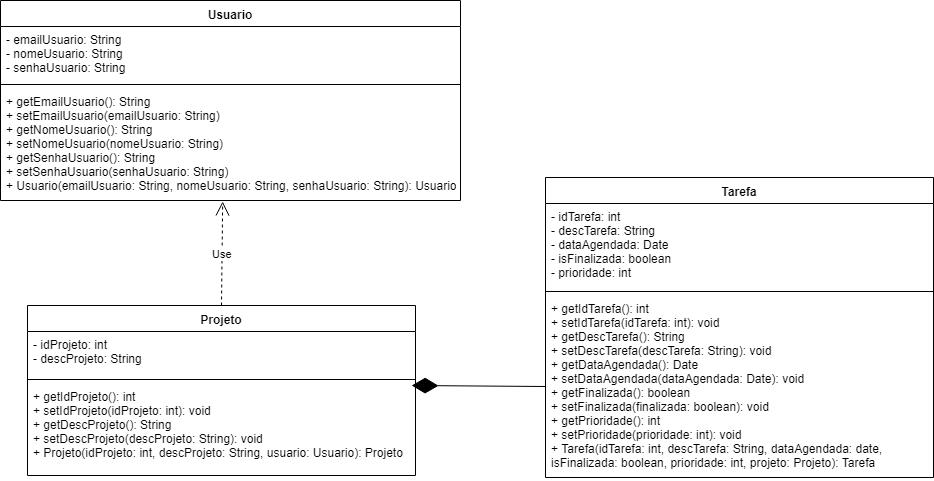 Usuario
- emailUsuario: String
- nomeUsuario: String
- senhaUsuario: String
+ getEmailUsuario(): String
+ setEmailUsuario(emailUsuario: String)
+ getNomeUsuario(): String
+ setNomeUsuario(nomeUsuario: String)
+ getSenhaUsuario(): String
+ setSenhaUsuario(senhaUsuario: String)
+ Usuario(emailUsuario: String, nomeUsuario: String, senhaUsuario: String): Usuario
Use
Projeto
- idProjeto: int
- descProjeto: String
+ getIdProjeto(): int
+ setIdProjeto(idProjeto: int): void
+ getDescProjeto(): String
+ setDescProjeto(descProjeto: String): void
+ Projeto(idProjeto: int, descProjeto: String, usuario: Usuario): Projeto
Tarefa
- idTarefa: int
- descTarefa: String
- dataAgendada: Date
- isFinalizada: boolean
- prioridade: int
+ getIdTarefa(): int
+ setIdTarefa(idTarefa: int): void
+ getDescTarefa(): String
+ setDescTarefa(descTarefa: String): void
+ getDataAgendada(): Date
+ setDataAgendada(dataAgendada: Date): void
+ getFinalizada(): boolean
+ setFinalizada(finalizada: boolean): void
+ getPrioridade(): int
+ setPrioridade(prioridade: int): void
+ Tarefa(idTarefa: int, descTarefa: String, dataAgendada: date,
isFinalizada: boolean, prioridade: int, projeto: Projeto): Tarefa